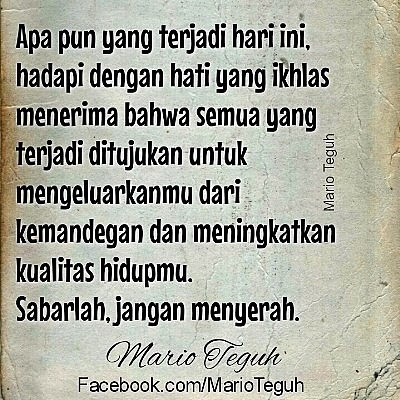 Apa pun yang terjadi hari ini,
hadapi dengan hati yang ikhlas
menerima bahwa semua yang
terjadi ditujukan untuk
mengeluarkanmu dari
kemandegan dan meningkatkan
kualitas hidupmu.
Sabarlah, jangan menyerah.
Mario Teguh
Mario Teguh
Facebook.com/MarioTeguh